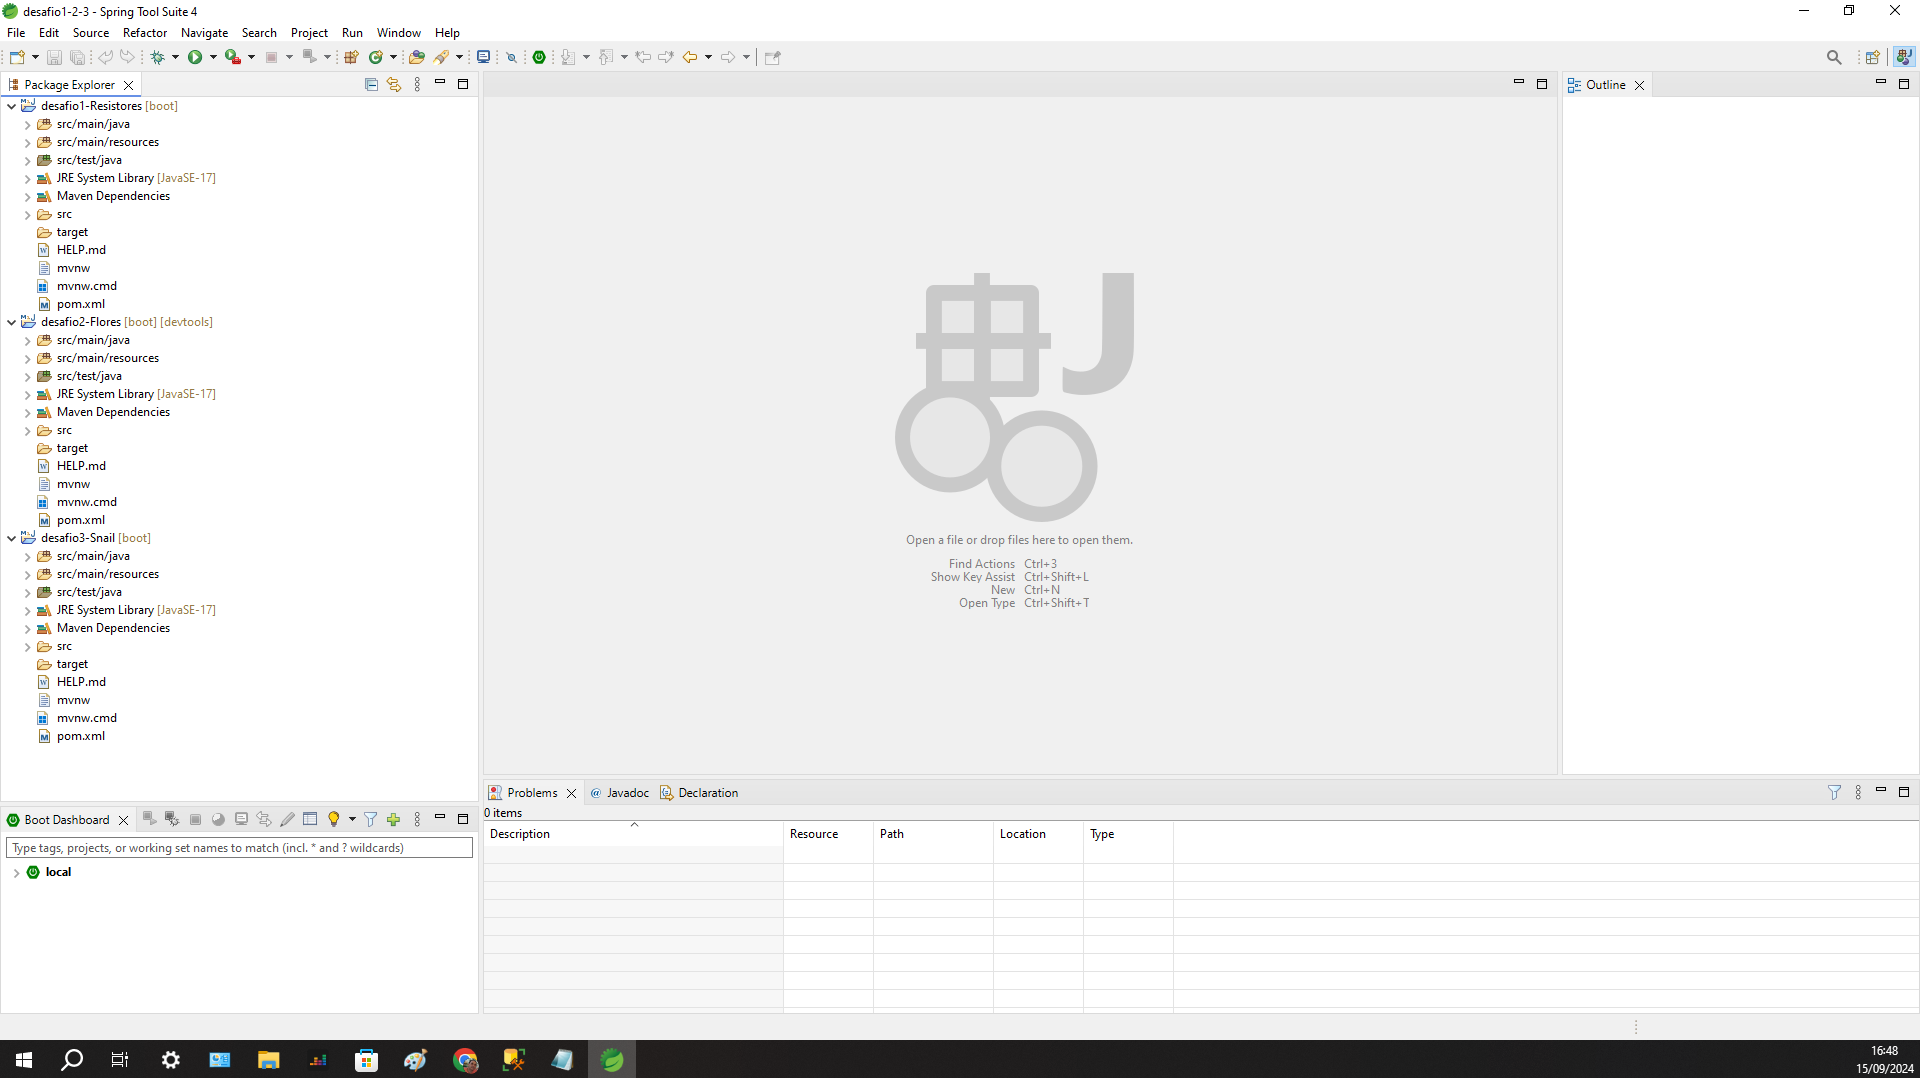 desafio1-2-3 - Spring Tool Suite 4
File Edit Source Refactor Navigate Search Project Run Window Help
Package Explorer
desafio1-Resistores [boot]
src/main/java
src/main/resources
src/test/java
JRE System Library [JavaSE-17]
Maven Dependencies
src
target
HELP.md
mvnw
mvnw.cmd
pom.xml
desafio2-Flores [boot] [devtools]
src/main/java
src/main/resources
src/test/java
JRE System Library [JavaSE-17]
Maven Dependencies
src
target
HELP.md
mvnw
mvnw.cmd
pom.xml
desafio3-Snail [boot]
src/main/java
src/main/resources
src/test/java
JRE System Library [JavaSE-17]
Maven Dependencies
src
target
HELP.md
mvnw
mvnw.cmd
pom.xml
Open a file or drop files here to open them.
Find Actions Ctrl+3
Show Key Assist Ctrl+Shift+L
New Ctrl+N
Open Type Ctrl+Shift+T
Outline
Boot Dashboard
Type tags, projects, or working set names to match (incl. * and ? wildcards)
local
Problems @ Javadoc Declaration
0 items
Description Resource Path Location Type
16:48
15/09/2024